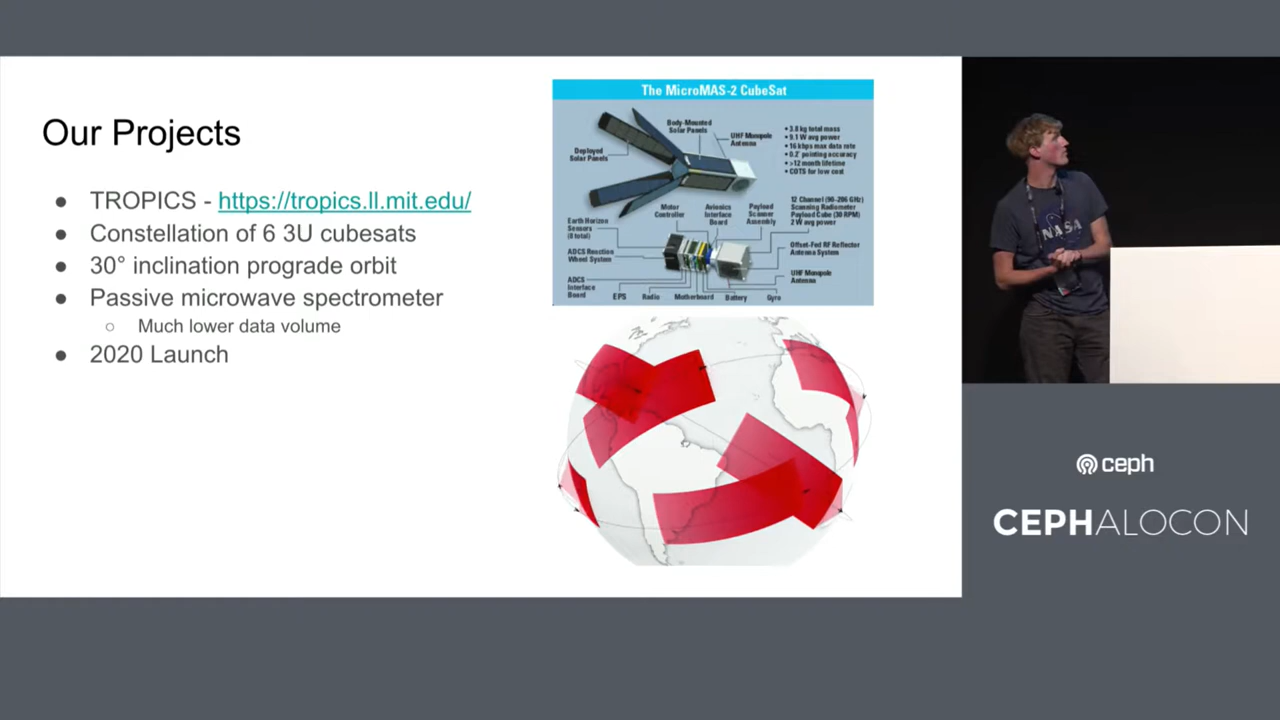 Our Projects
● TROPICS - https://tropics.ll.mit.edu/
● Constellation of 6 3U cubesats
● 30° inclination prograde orbit
● Passive microwave spectrometer
○ Much lower data volume
● 2020 Launch
The MicroMAS-2 CubeSat
Body-Mounted
Solar Panels
UHF Monopole
Antenna
Deployed
Solar Panels
• 3.8 kg total mass
• 9.1 W avg power
• 16 kbps max data rate
• 0.2° pointing accuracy
• >12 month lifetime
• COTS for low cost
Motor
Controller
Avionics
Interface
Board
Payload
Scanner
Assembly
12 Channel (90-206 GHz)
Scanning Radiometer
Payload Cube (30 RPM)
2 W avg power
Earth Horizon
Sensors
(8 total)
ADCS Reaction
Wheel System
ADCS
Interface
Board
Offset-Fed RF Reflector
Antenna System
UHF Monopole
Antenna
EPS
Radio
Motherboard
Battery
Gyro
NASA
ceph
CEPHALOCON